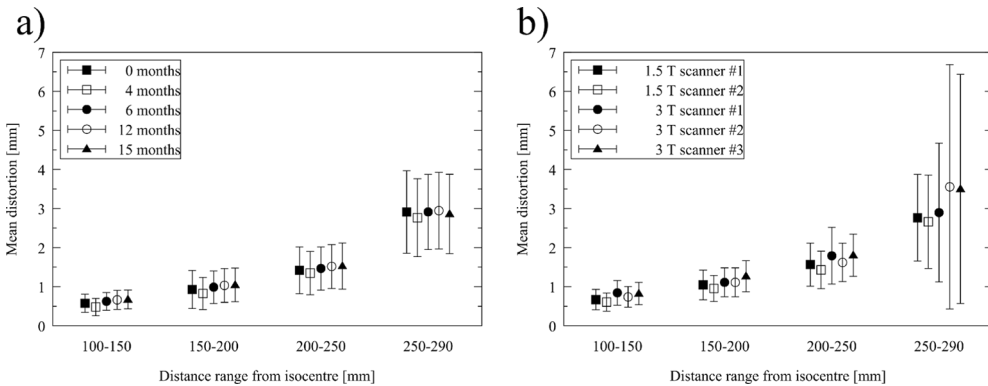 a)
7
6
5
4
3
2
1
0
Mean distortion [mm]
0 months
4 months
6 months
12 months
15 months
100-150 150-200 200-250 250-290
Distance range from isocentre [mm]
b)
7
6
5
4
3
2
1
0
Mean distortion [mm]
1.5 T scanner #1
1.5 T scanner #2
3 T scanner #1
3 T scanner #2
3 T scanner #3
100-150 150-200 200-250 250-290
Distance range from isocentre [mm]